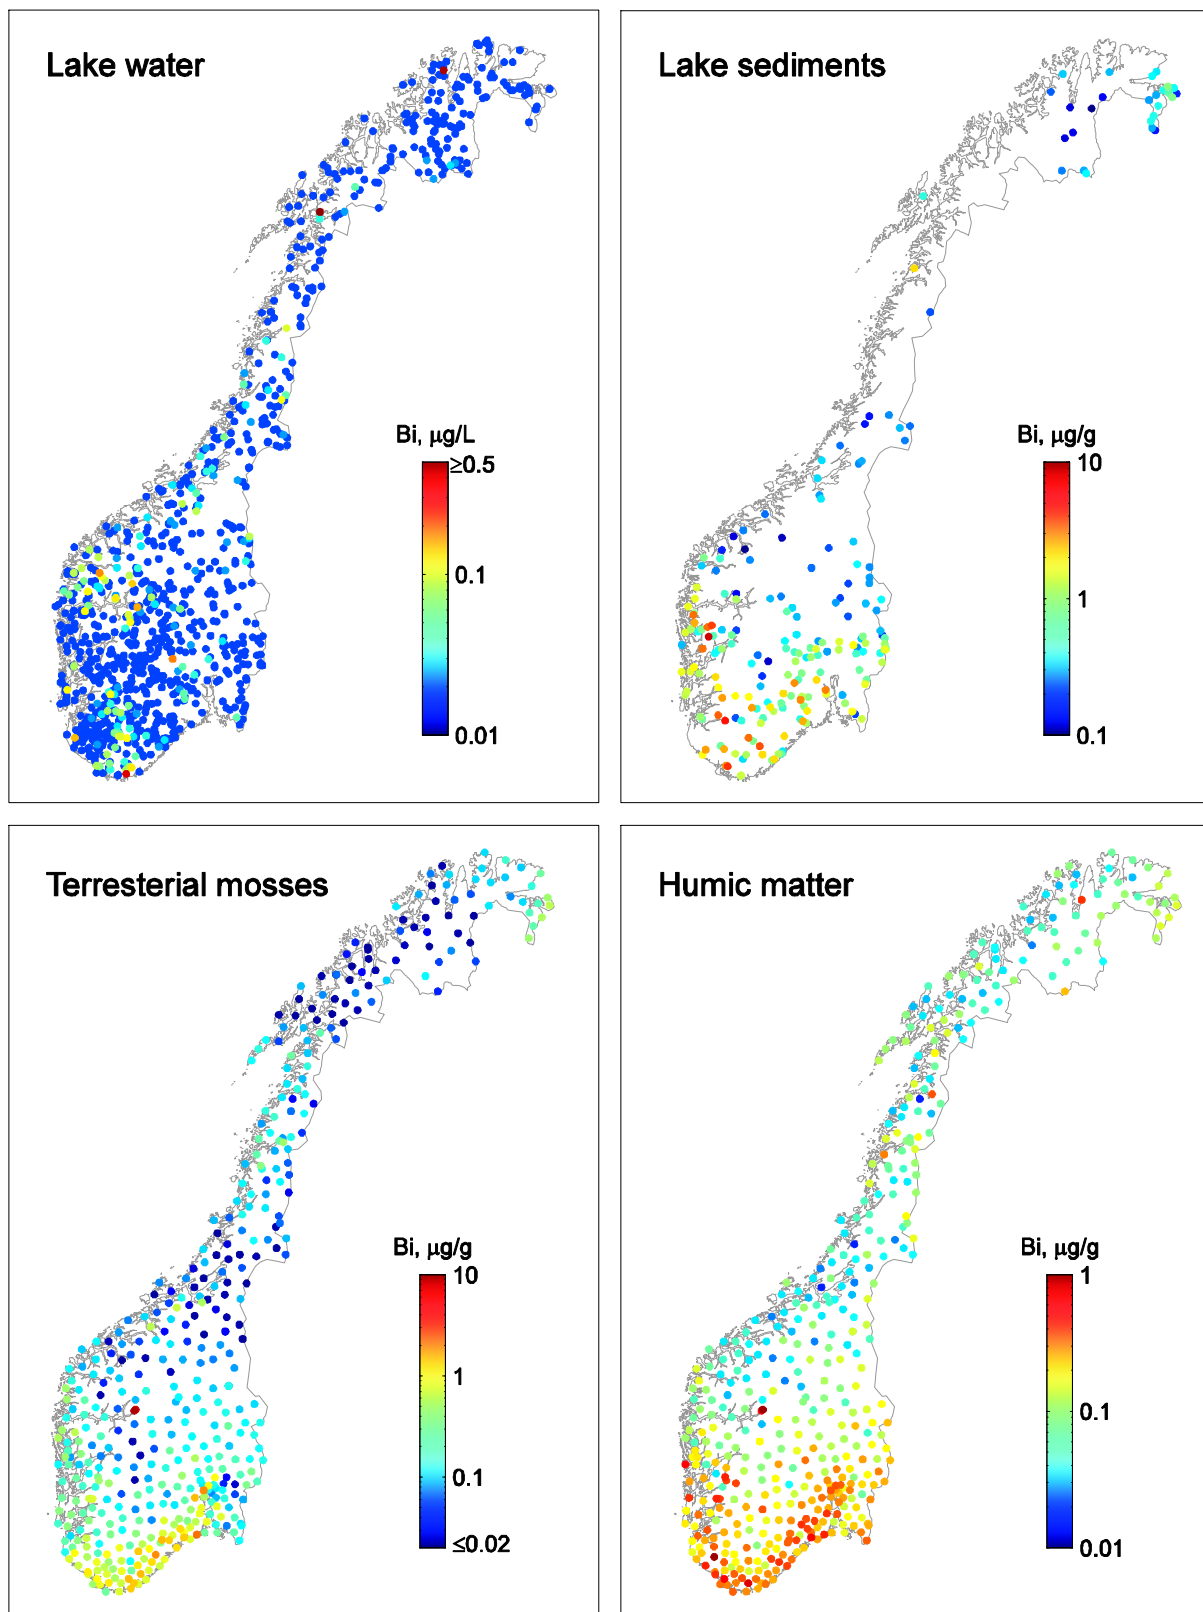 Lake water
Bi, µg/L
≥0.5
0.1
0.01
Lake sediments
Bi, µg/g
10
1
0.1
Terresterial mosses
Bi, µg/g
10
1
0.1
≤0.02
Humic matter
Bi, µg/g
1
0.1
0.01